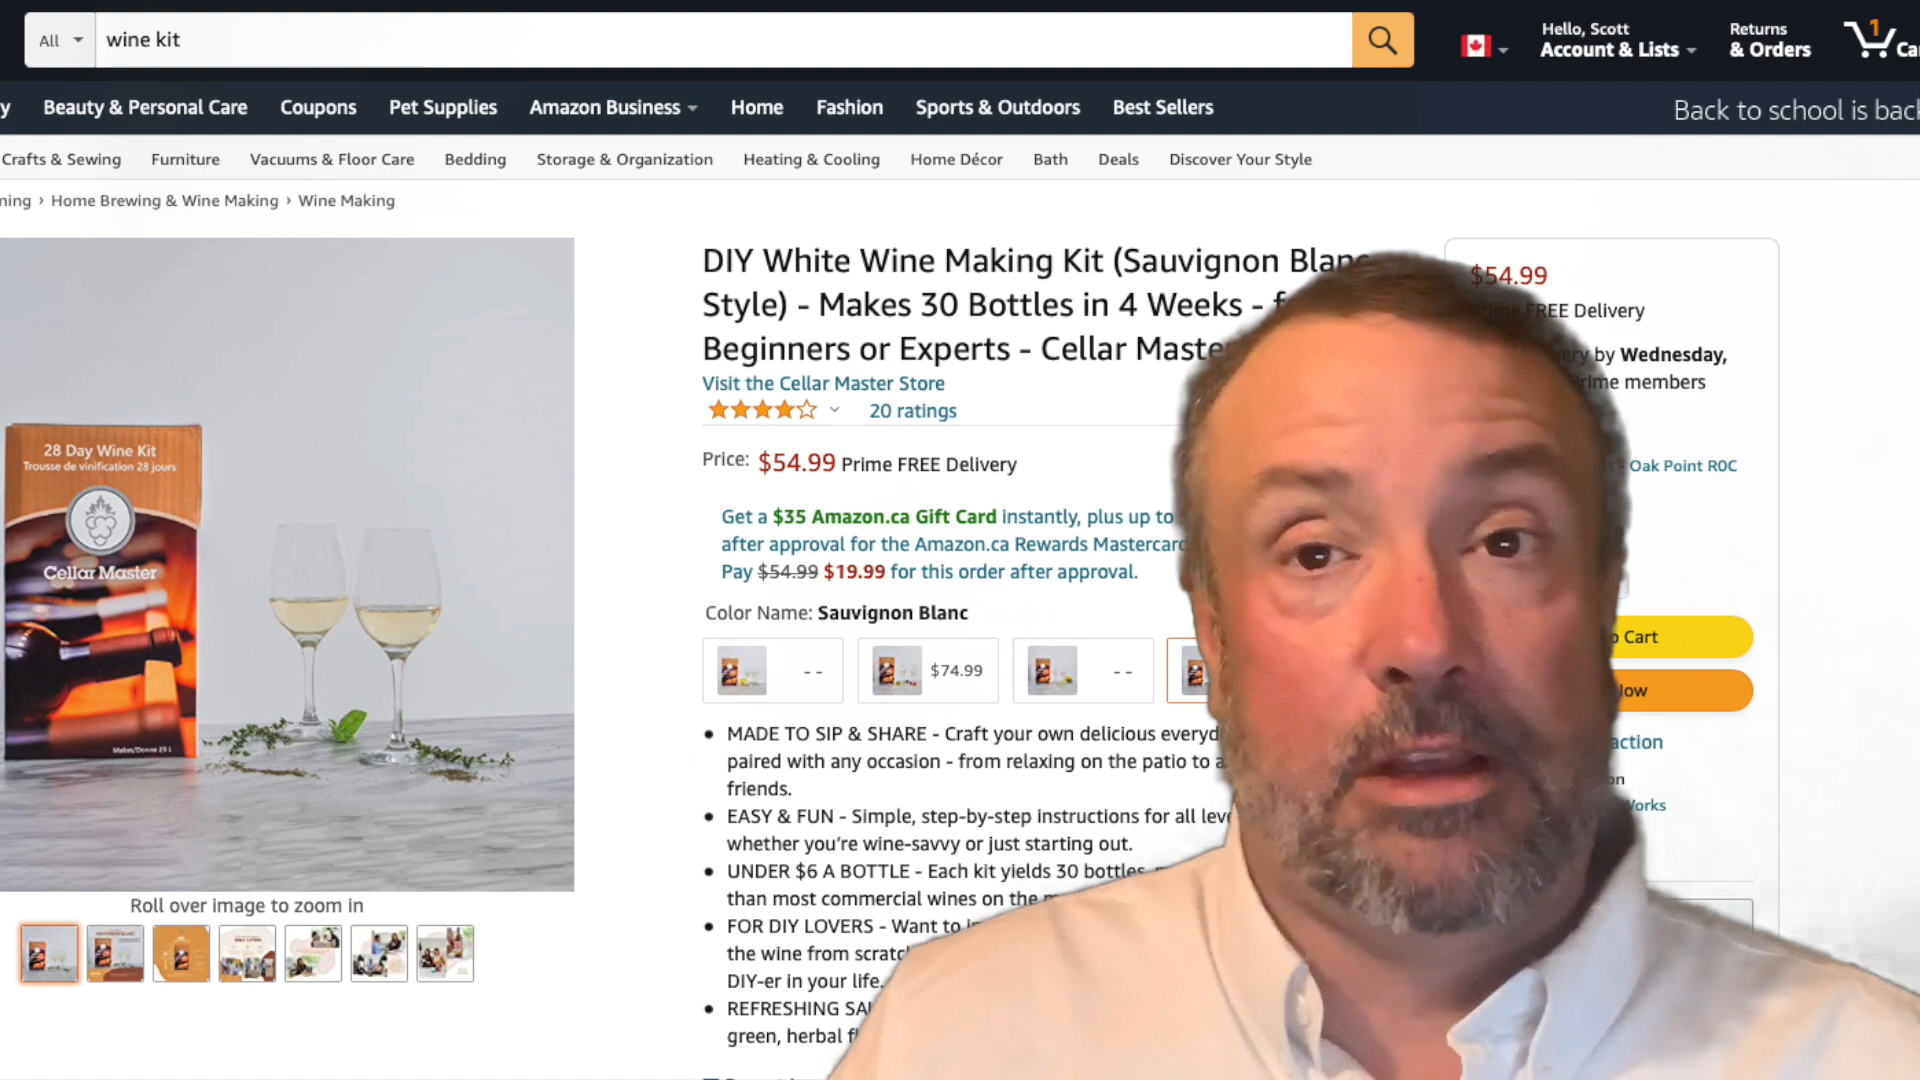 All
wine kit
Hello, Scott
Account & Lists
Returns
& Orders
1
Beauty & Personal Care
Coupons
Pet Supplies
Amazon Business
Home
Fashion
Sports & Outdoors
Best Sellers
Back to school is back
Crafts & Sewing
Furniture
Vacuums & Floor Care
Bedding
Storage & Organization
Heating & Cooling
Home Décor
Bath
Deals
Discover Your Style
› Home Brewing & Wine Making › Wine Making
28 Day Wine Kit
Trousse de vinification 28 jours
Cellar Master
Makes/Donne 23 L
Roll over image to zoom in
DIY White Wine Making Kit (Sauvignon Blanc
Style) - Makes 30 Bottles in 4 Weeks -
Beginners or Experts - Cellar Master
Visit the Cellar Master Store
20 ratings
Price: $54.99 Prime FREE Delivery
Get a $35 Amazon.ca Gift Card instantly, plus up to
after approval for the Amazon.ca Rewards Mastercard
Pay $54.99 $19.99 for this order after approval.
Color Name: Sauvignon Blanc
- -
$74.99
- -
MADE TO SIP & SHARE - Craft your own delicious
paired with any occasion - from relaxing on the patio to
friends.
EASY & FUN - Simple, step-by-step instructions for all
whether you're wine-savvy or just starting out.
UNDER $6 A BOTTLE - Each kit yields 30 bottles
than most commercial wines on the
FOR DIY LOVERS - Want to
the wine from scratch
DIY-er in your life.
REFRESHING
green, herbal
$54.99
Prime FREE Delivery
by Wednesday,
Prime members
Oak Point R0C
Cart